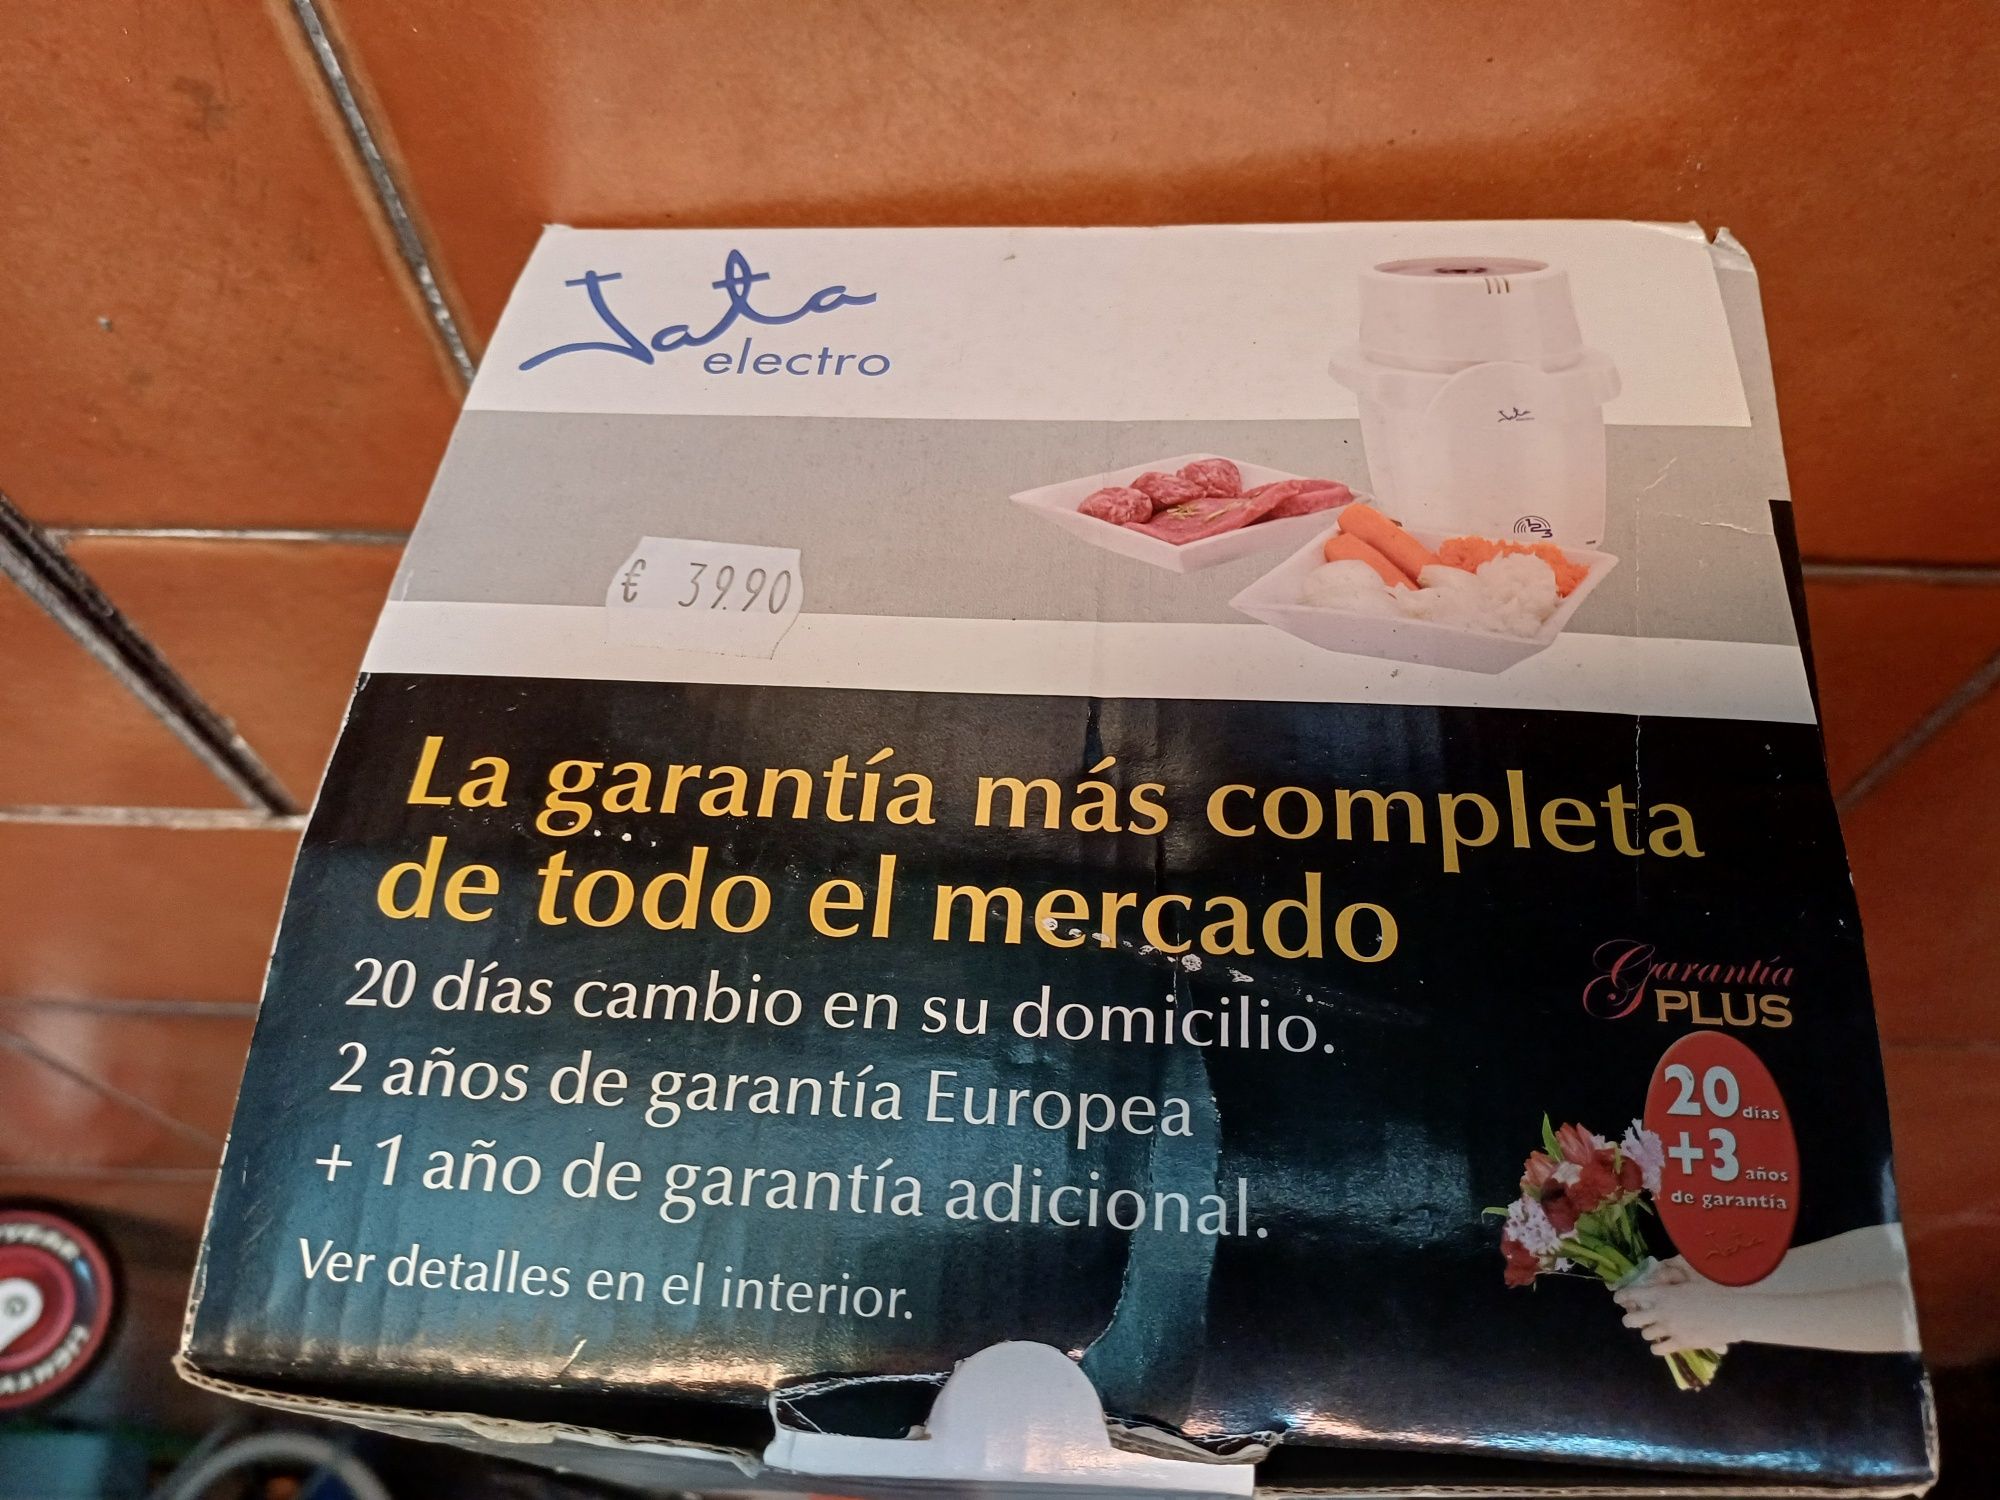 Jata
electro
Jata
€ 39.90
La garantía más completa
de todo el mercado
20 días cambio en su domicilio.
2 años de garantía Europea
+ 1 año de garantía adicional.
Ver detalles en el interior.
Garantía
PLUS
20 días
+3 años
de garantía
Jata